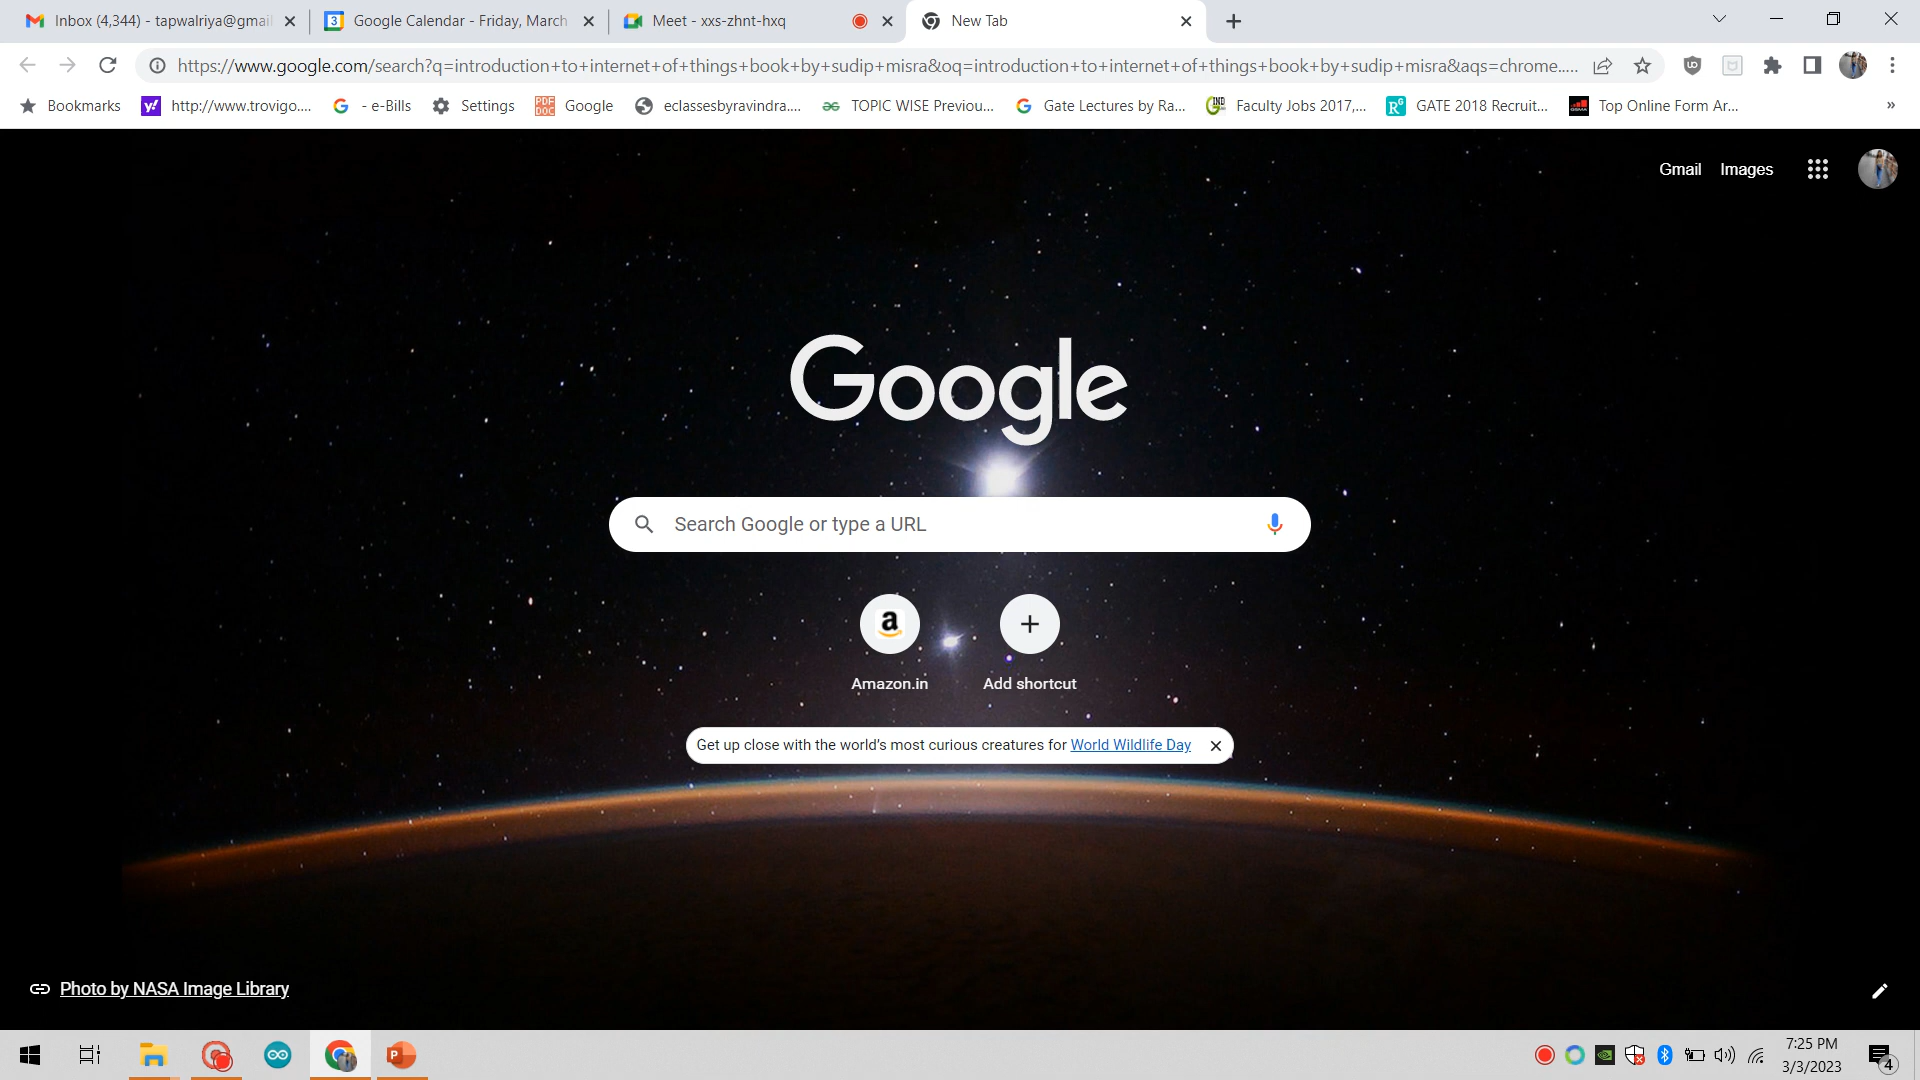 Inbox (4,344) - tapwalriya@gmail
Google Calendar - Friday, March
Meet - xxs-zhnt-hxq
New Tab
https://www.google.com/search?q=introduction+to+internet+of+things+book+by+sudip+misra&oq=introduction+to+internet+of+things+book+by+sudip+misra&aqs=chrome.....
Bookmarks
http://www.trovigo....
- e-Bills
Settings
Google
eclassesbyravindra....
TOPIC WISE Previou...
Gate Lectures by Ra...
Faculty Jobs 2017,...
GATE 2018 Recruit...
Top Online Form Ar...
Gmail
Images
Google
Search Google or type a URL
Amazon.in
Add shortcut
Get up close with the world's most curious creatures for World Wildlife Day
Photo by NASA Image Library
7:25 PM
3/3/2023
4